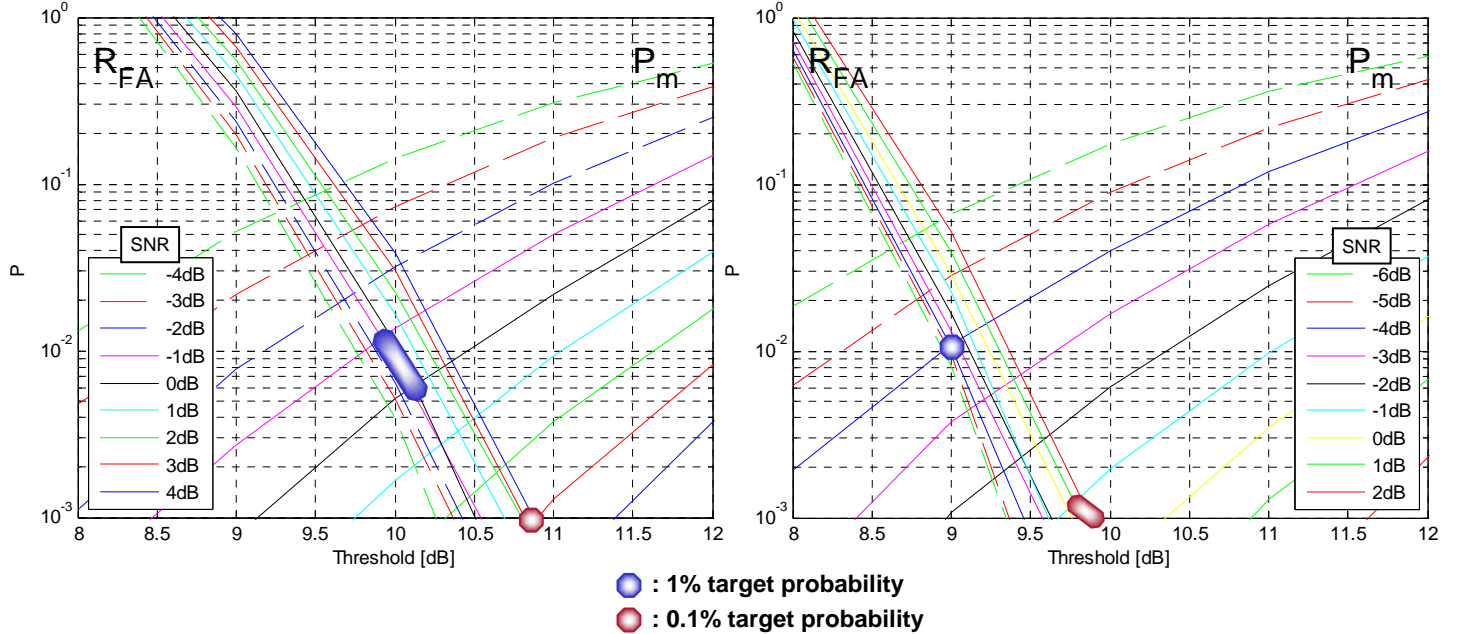 R_FA
P_m
P
10^0
10^-1
10^-2
10^-3
SNR
-4dB
-3dB
-2dB
-1dB
0dB
1dB
2dB
3dB
4dB
8 8.5 9 9.5 10 10.5 11 11.5 12
Threshold [dB]
R_FA
P_m
P
10^0
10^-1
10^-2
10^-3
SNR
-6dB
-5dB
-4dB
-3dB
-2dB
-1dB
0dB
1dB
2dB
8 8.5 9 9.5 10 10.5 11 11.5 12
Threshold [dB]
: 1% target probability
: 0.1% target probability